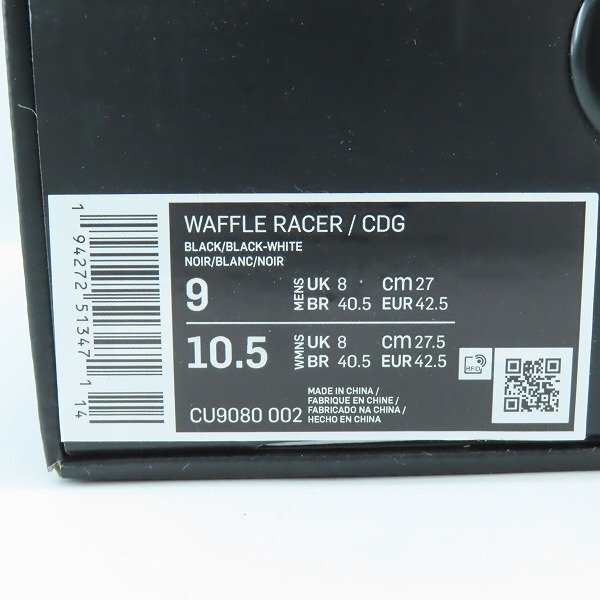 WAFFLE RACER / CDG
BLACK/BLACK-WHITE
NOIR/BLANC/NOIR
9 MENS UK 8 cm 27
BR 40.5 EUR 42.5
10.5 WMNS UK 8 cm 27.5
BR 40.5 EUR 42.5
RFID
CU9080 002
MADE IN CHINA /
FABRIQUE EN CHINE /
FABRICADO NA CHINA /
HECHO EN CHINA
1 94272 51347 1 14